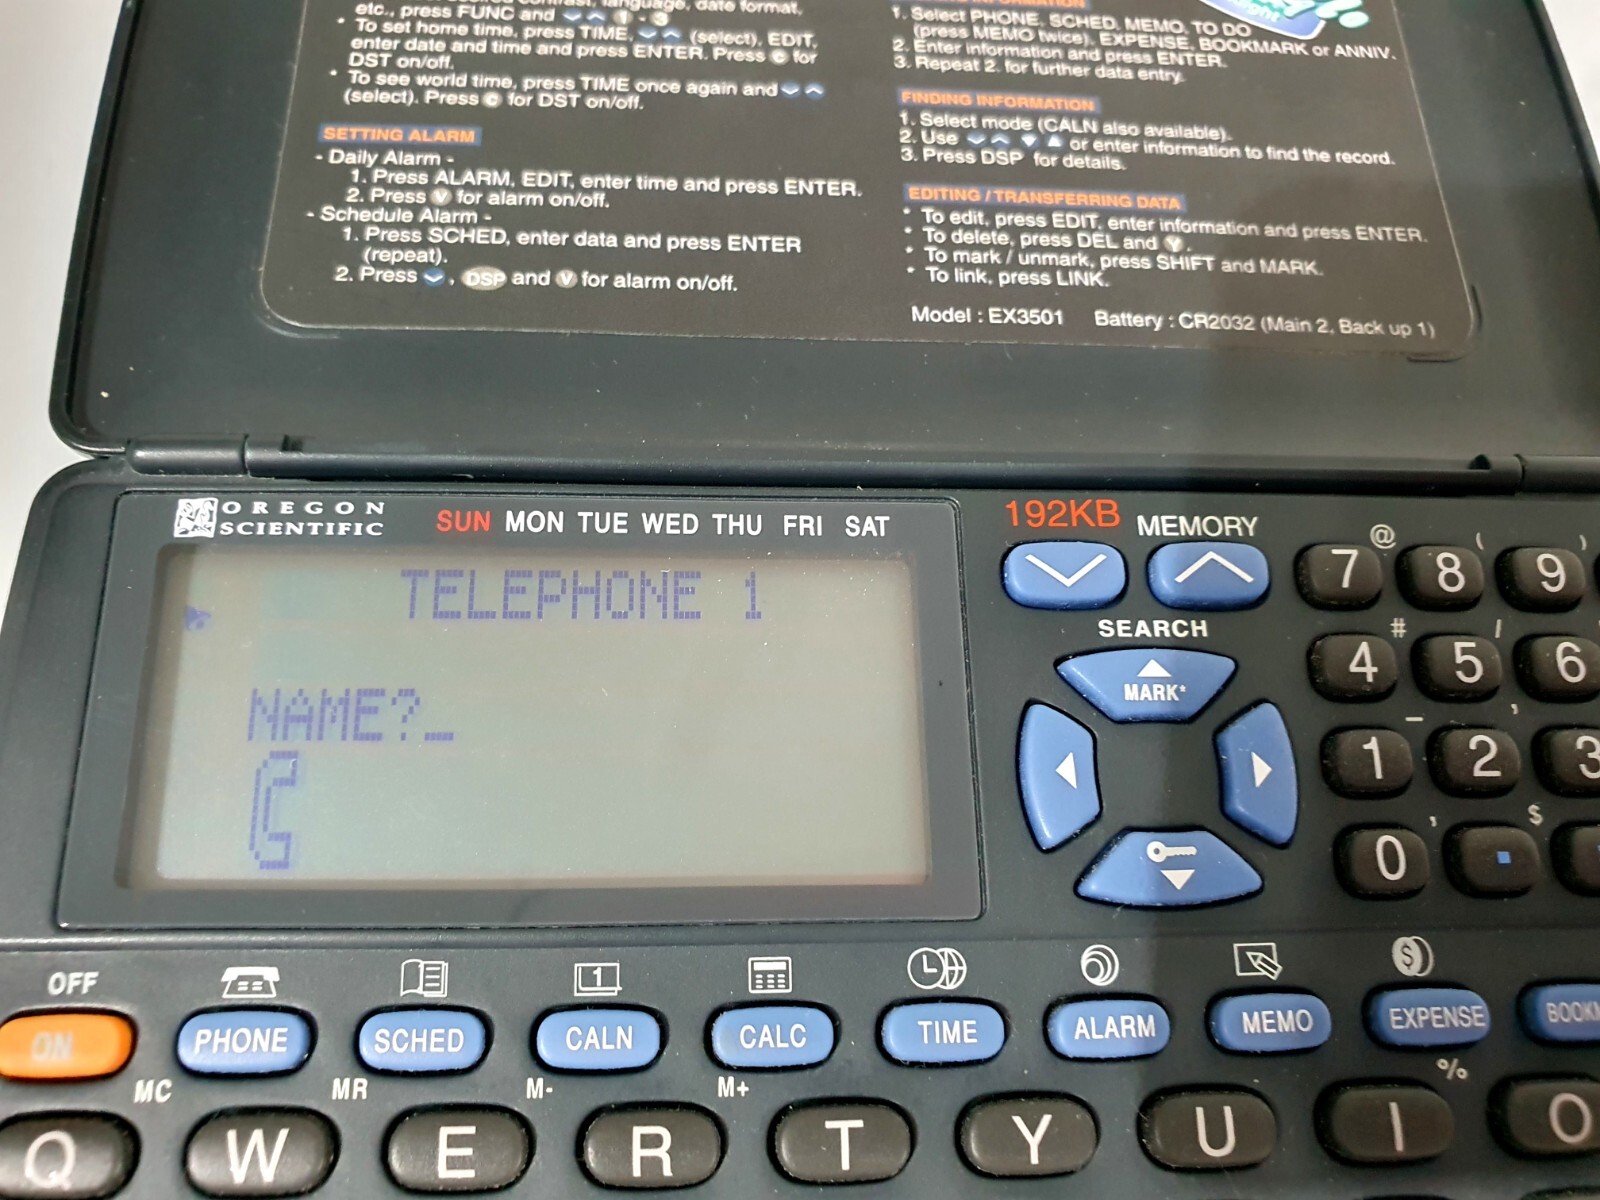 etc., press FUNC and 1 - 3
• To set home time, press TIME, (select), EDIT,
enter date and time and press ENTER. Press C for
DST on/off.
• To see world time, press TIME once again and
(select). Press C for DST on/off.
SETTING ALARM
- Daily Alarm -
1. Press ALARM, EDIT, enter time and press ENTER.
2. Press V for alarm on/off.
- Schedule Alarm -
1. Press SCHED, enter data and press ENTER
(repeat).
2. Press , DSP and V for alarm on/off.
INFORMATION
1. Select PHONE, SCHED, MEMO, TO DO
(press MEMO twice), EXPENSE, BOOKMARK or ANNIV.
2. Enter information and press ENTER.
3. Repeat 2. for further data entry.
FINDING INFORMATION
1. Select mode (CALN also available).
2. Use or enter information to find the record.
3. Press DSP for details.
EDITING / TRANSFERRING DATA
• To edit, press EDIT, enter information and press ENTER.
• To delete, press DEL and Y.
• To mark / unmark, press SHIFT and MARK.
• To link, press LINK.
Model : EX3501 Battery : CR2032 (Main 2, Back up 1)
OREGON
SCIENTIFIC
SUN MON TUE WED THU FRI SAT
TELEPHONE 1
NAME?_
192KB MEMORY
SEARCH
MARK*
@ ( )
7 8 9
# /
4 5 6
_ ,
1 2 3
' $
0 .
OFF
ON PHONE SCHED CALN CALC TIME ALARM MEMO EXPENSE
MC MR M- M+ %
Q W E R T Y U I O